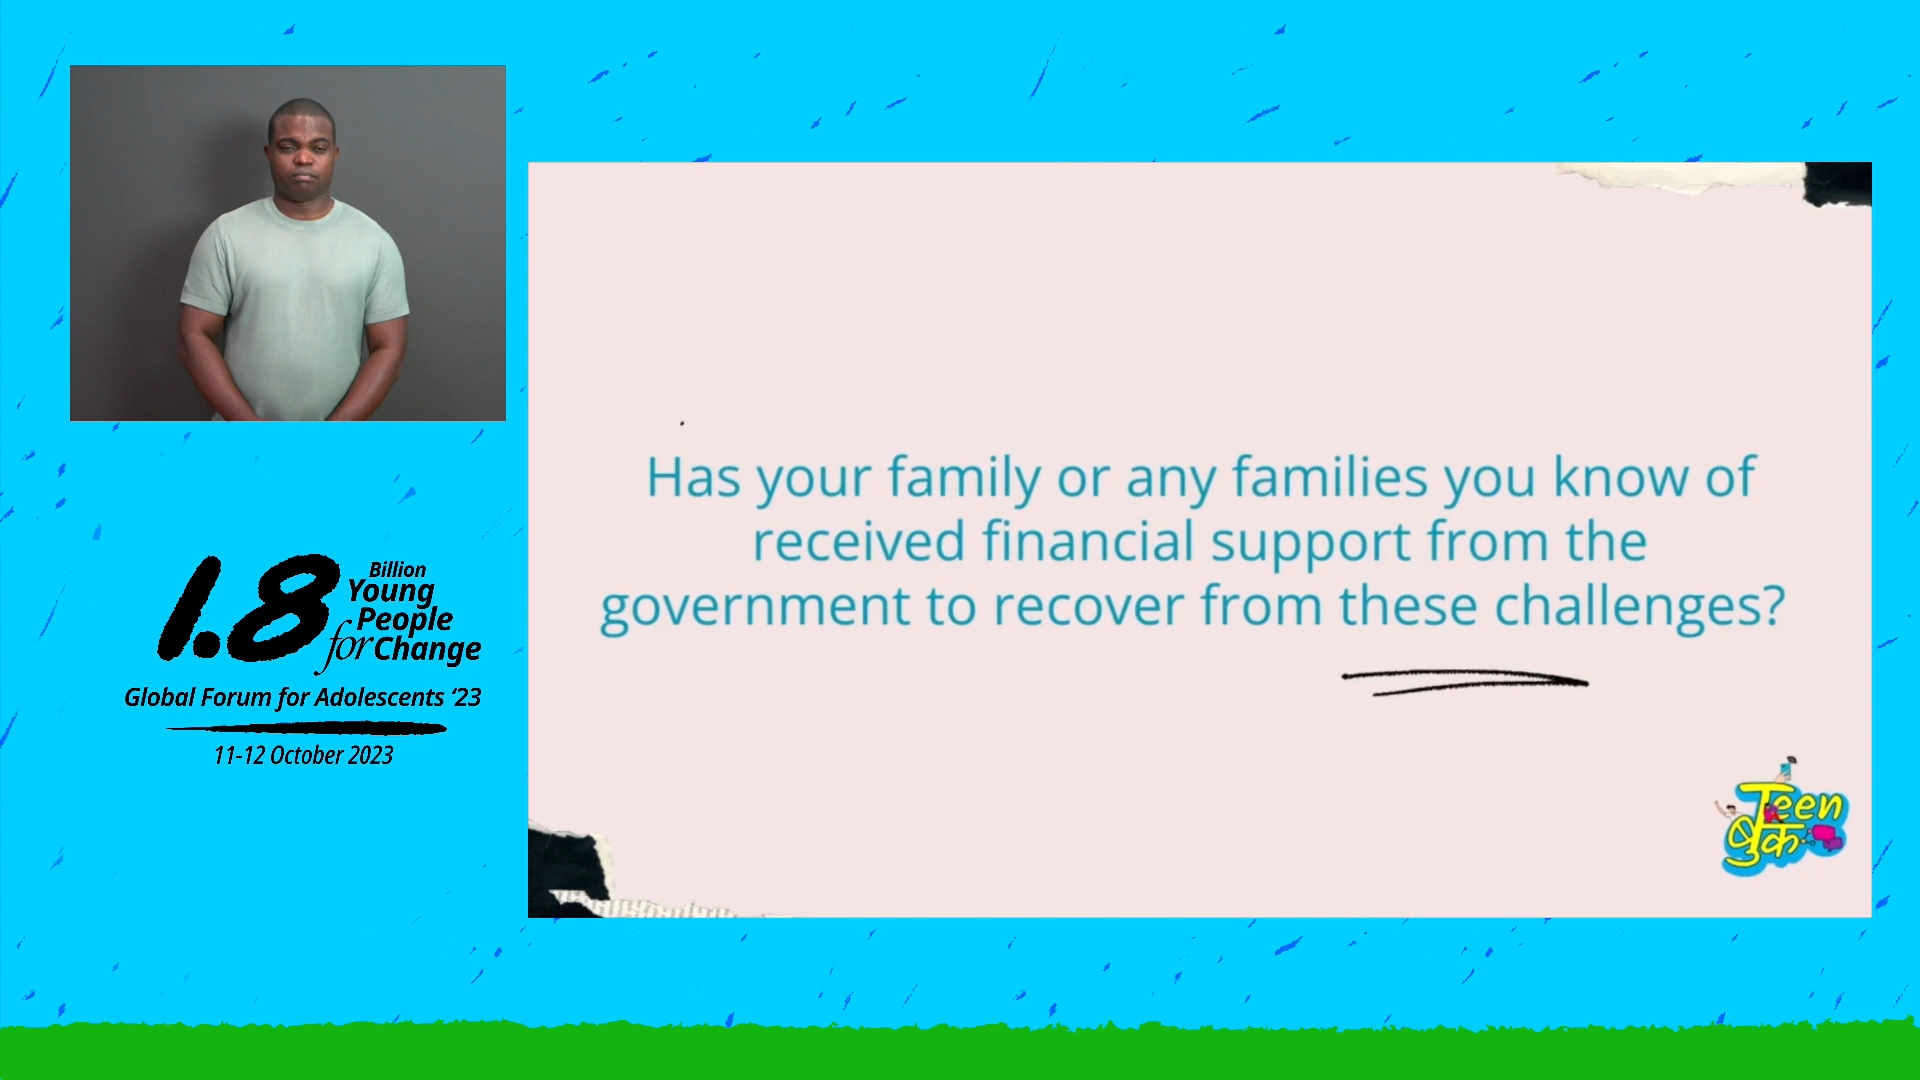 Has your family or any families you know of
received financial support from the
government to recover from these challenges?
1.8
Billion
Young
People
for Change
Global Forum for Adolescents ‘23
11-12 October 2023
Teen
बुक